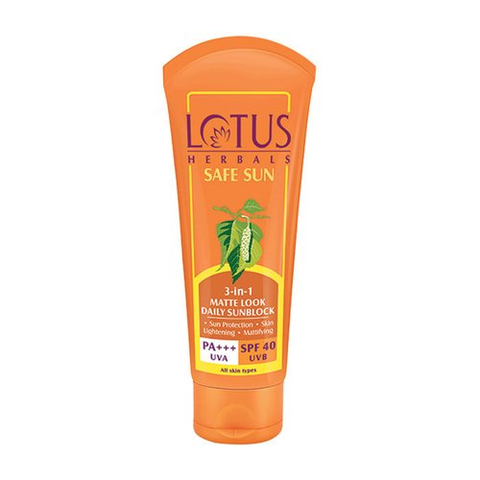 LOTUS
HERBALS
SAFE SUN
3-in-1
MATTE LOOK
DAILY SUNBLOCK
• Sun Protection • Skin
Lightening • Mattifying
PA+++ SPF 40
UVA UVB
All skin types